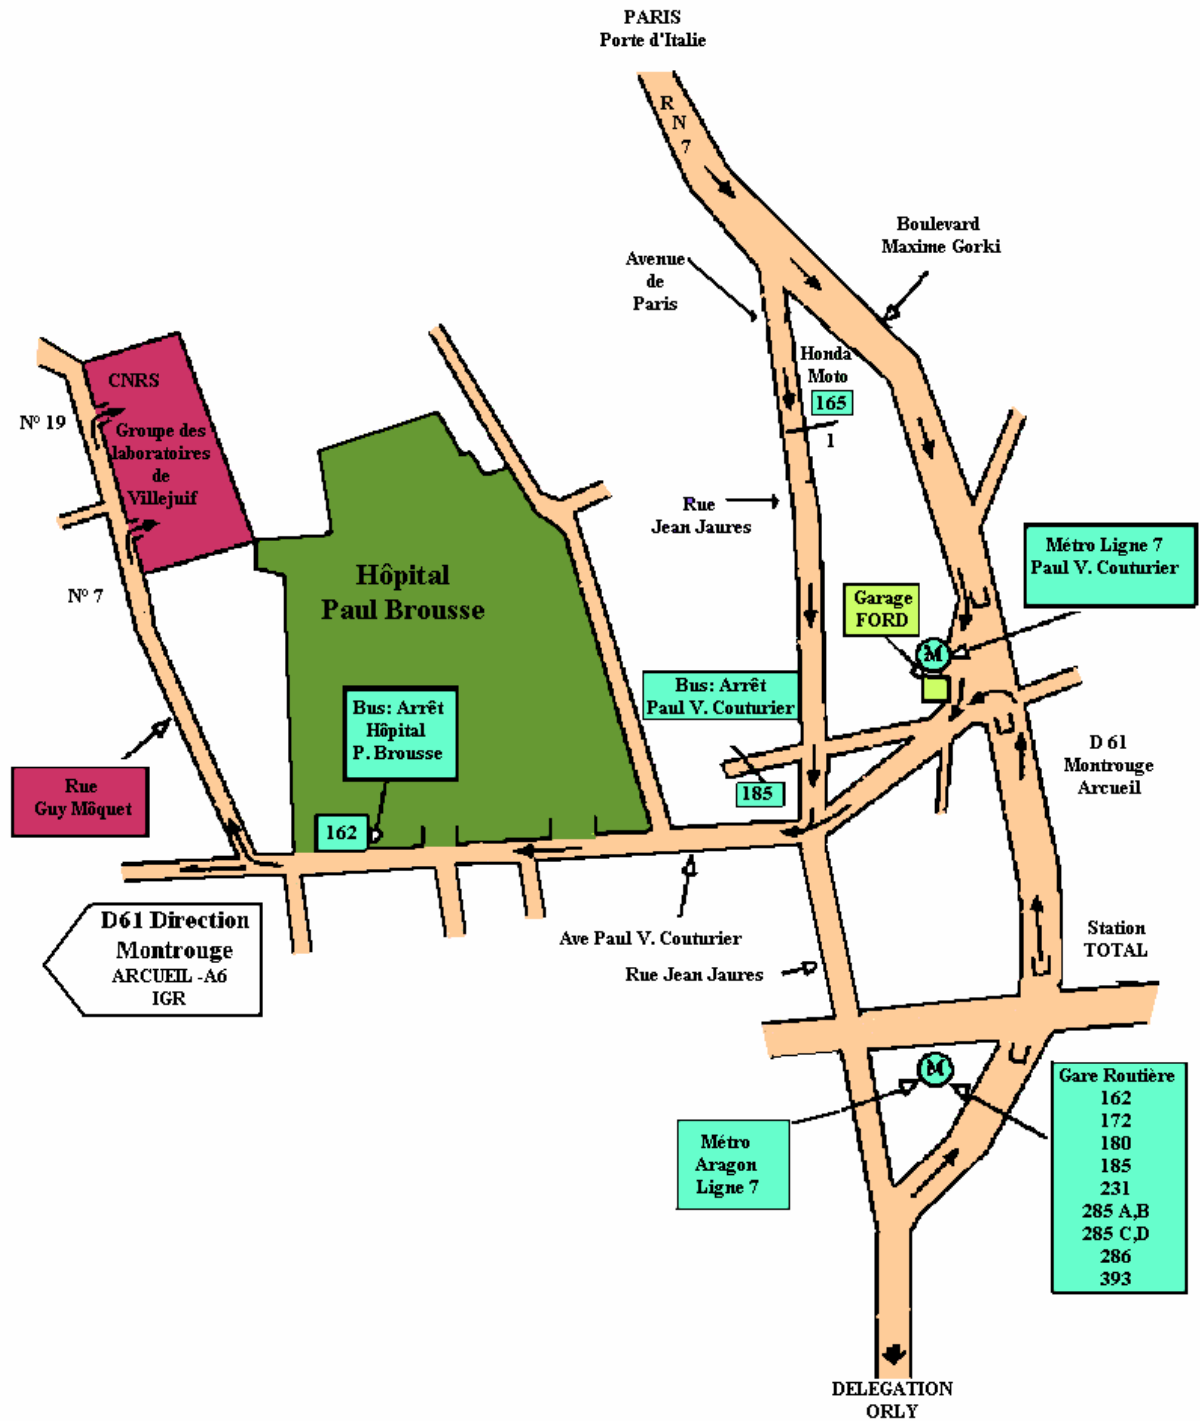 PARIS
Porte d'Italie
R
N
7
Boulevard
Maxime Gorki
Avenue
de
Paris
Honda
Moto
165
1
CNRS
N° 19
Groupe des
laboratoires
de
Villejuif
N° 7
Rue
Jean Jaures
Métro Ligne 7
Paul V. Couturier
Hôpital
Paul Brousse
Garage
FORD
M
Bus: Arrêt
Paul V. Couturier
Bus: Arrêt
Hôpital
P. Brousse
185
D 61
Montrouge
Arcueil
Rue
Guy Môquet
162
D61 Direction
Montrouge
ARCUEIL -A6
IGR
Ave Paul V. Couturier
Rue Jean Jaures
Station
TOTAL
M
Métro
Aragon
Ligne 7
Gare Routière
162
172
180
185
231
285 A,B
285 C,D
286
393
DELEGATION
ORLY